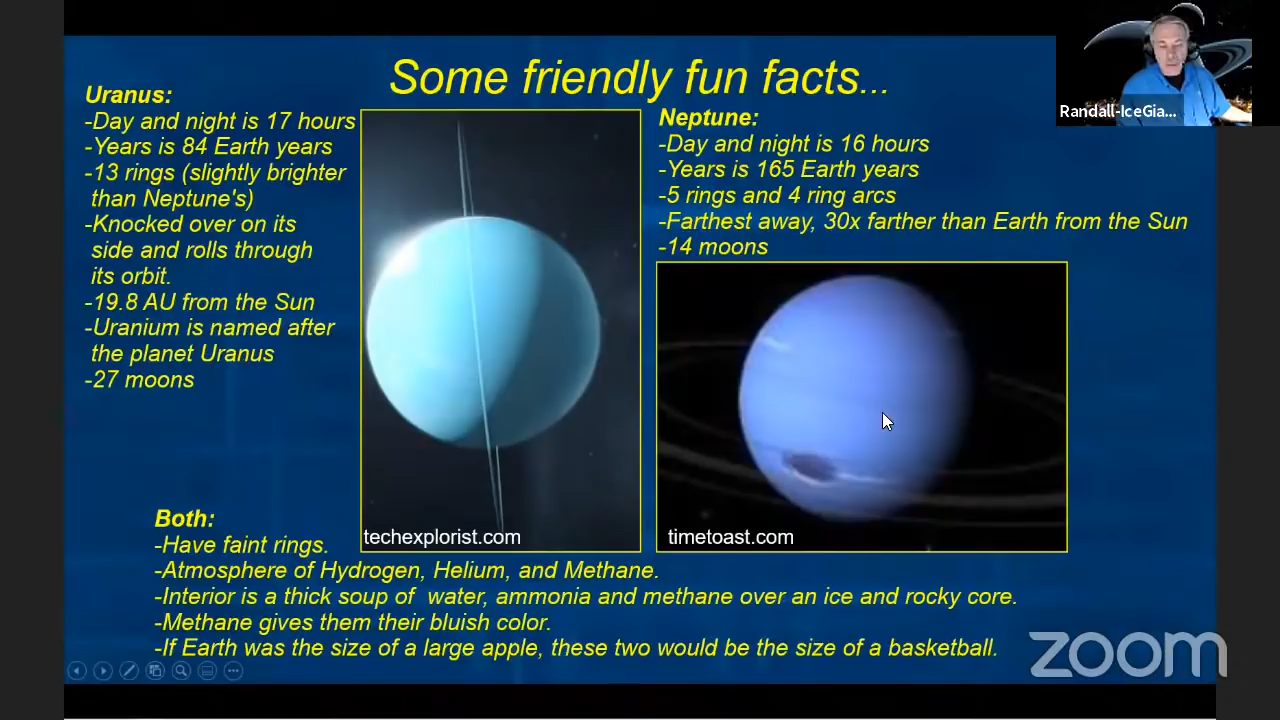 Some friendly fun facts...
Uranus:
-Day and night is 17 hours
-Years is 84 Earth years
-13 rings (slightly brighter
than Neptune's)
-Knocked over on its
side and rolls through
its orbit.
-19.8 AU from the Sun
-Uranium is named after
the planet Uranus
-27 moons
techexplorist.com
Neptune:
-Day and night is 16 hours
-Years is 165 Earth years
-5 rings and 4 ring arcs
-Farthest away, 30x farther than Earth from the Sun
-14 moons
timetoast.com
Both:
-Have faint rings.
-Atmosphere of Hydrogen, Helium, and Methane.
-Interior is a thick soup of water, ammonia and methane over an ice and rocky core.
-Methane gives them their bluish color.
-If Earth was the size of a large apple, these two would be the size of a basketball.
Randall-IceGia...
zoom